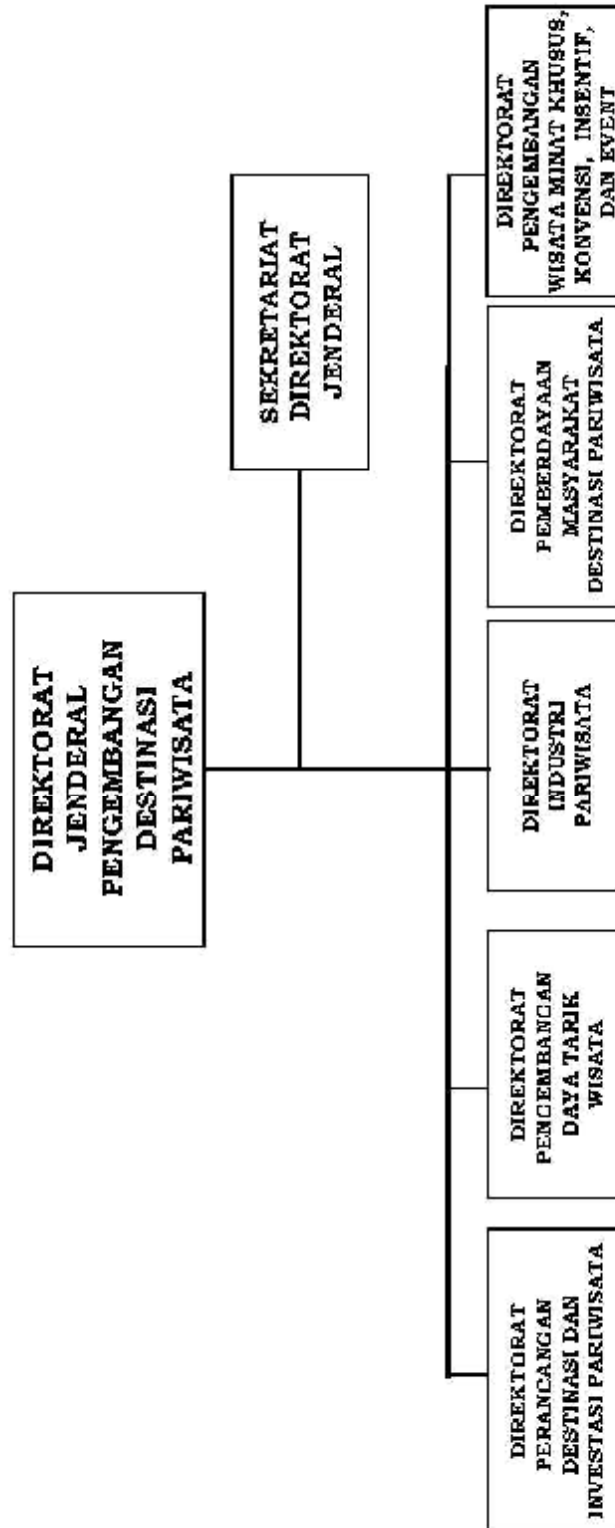 DIREKTORAT
JENDERAL
PENGEMBANGAN
DESTINASI
PARIWISATA
SEKRETARIAT
DIREKTORAT
JENDERAL
DIREKTORAT
PERANCANGAN
DESTINASI DAN
INVESTASI PARIWISATA
DIREKTORAT
PENGEMBANGAN
DAYA TARIK
WISATA
DIREKTORAT
INDUSTRI
PARIWISATA
DIREKTORAT
PEMBERDAYAAN
MASYARAKAT
DESTINASI PARIWISATA
DIREKTORAT
PENGEMBANGAN
WISATA MINAT KHUSUS,
KONVENSI, INSENTIF,
DAN EVENT